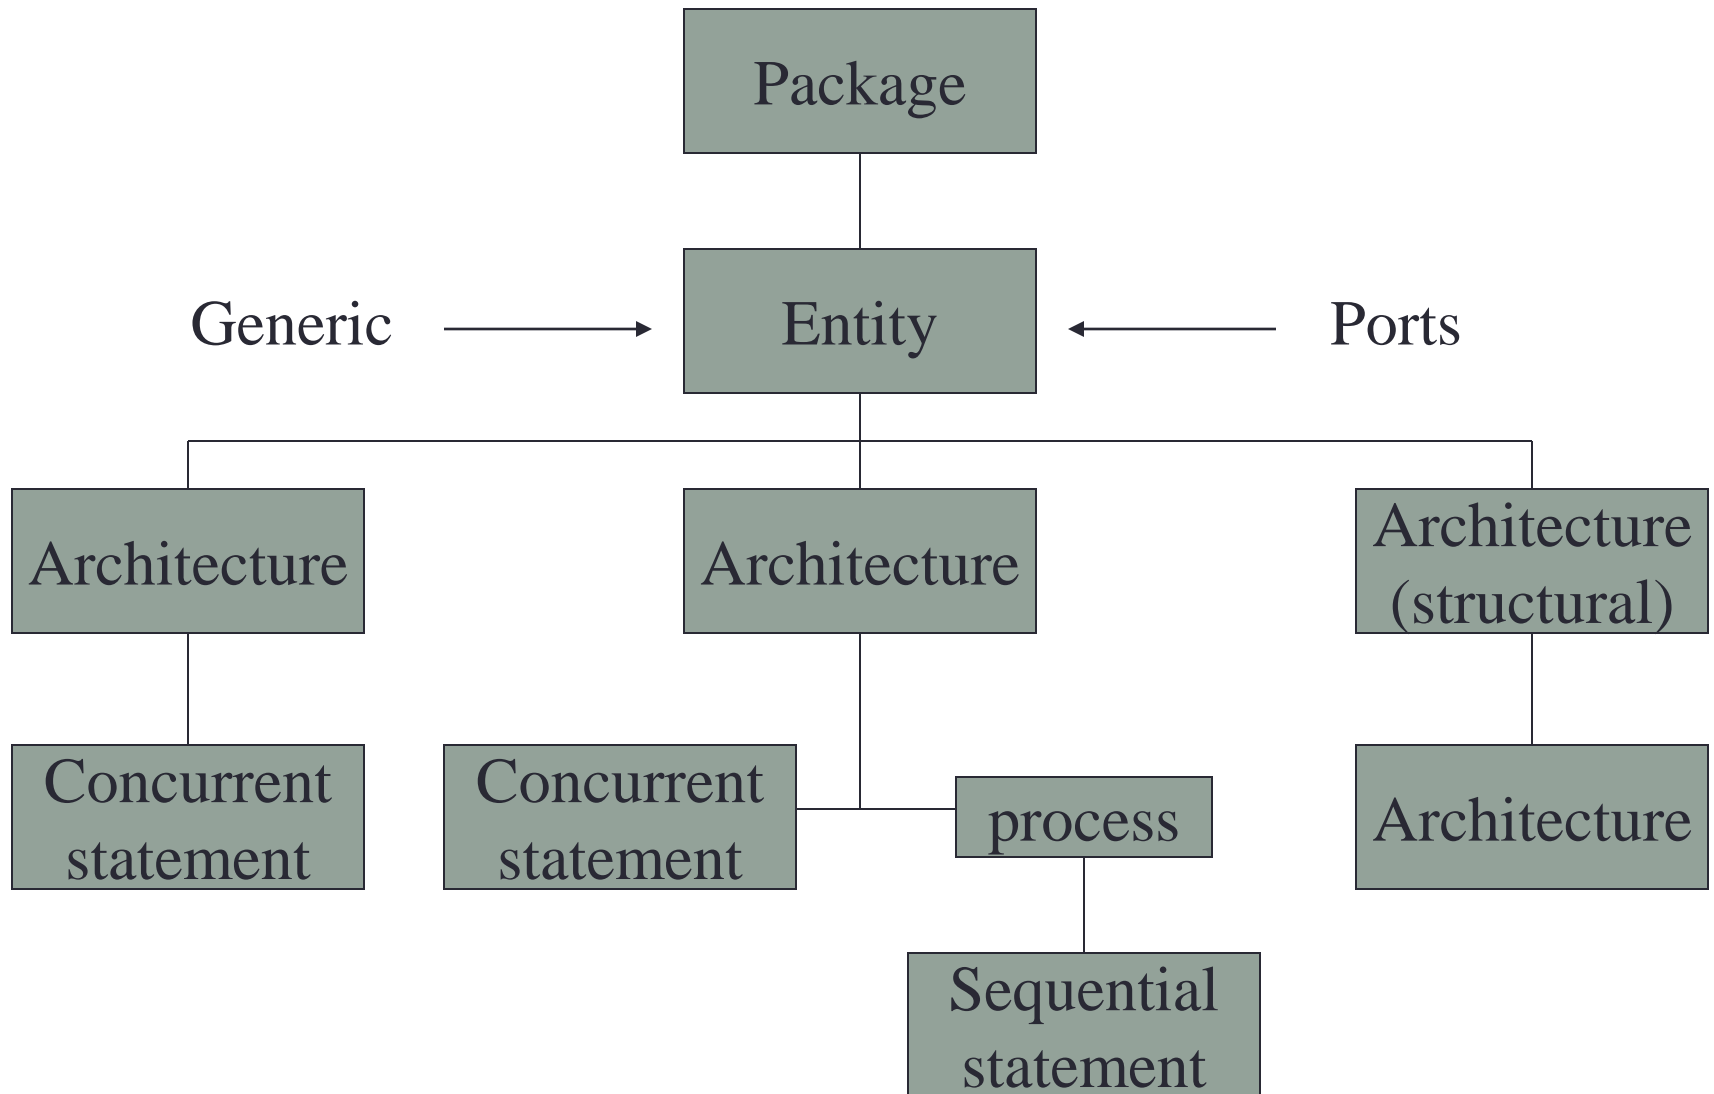 Package
Generic
Entity
Ports
Architecture
Architecture
Architecture
(structural)
Concurrent
statement
Concurrent
statement
process
Architecture
Sequential
statement